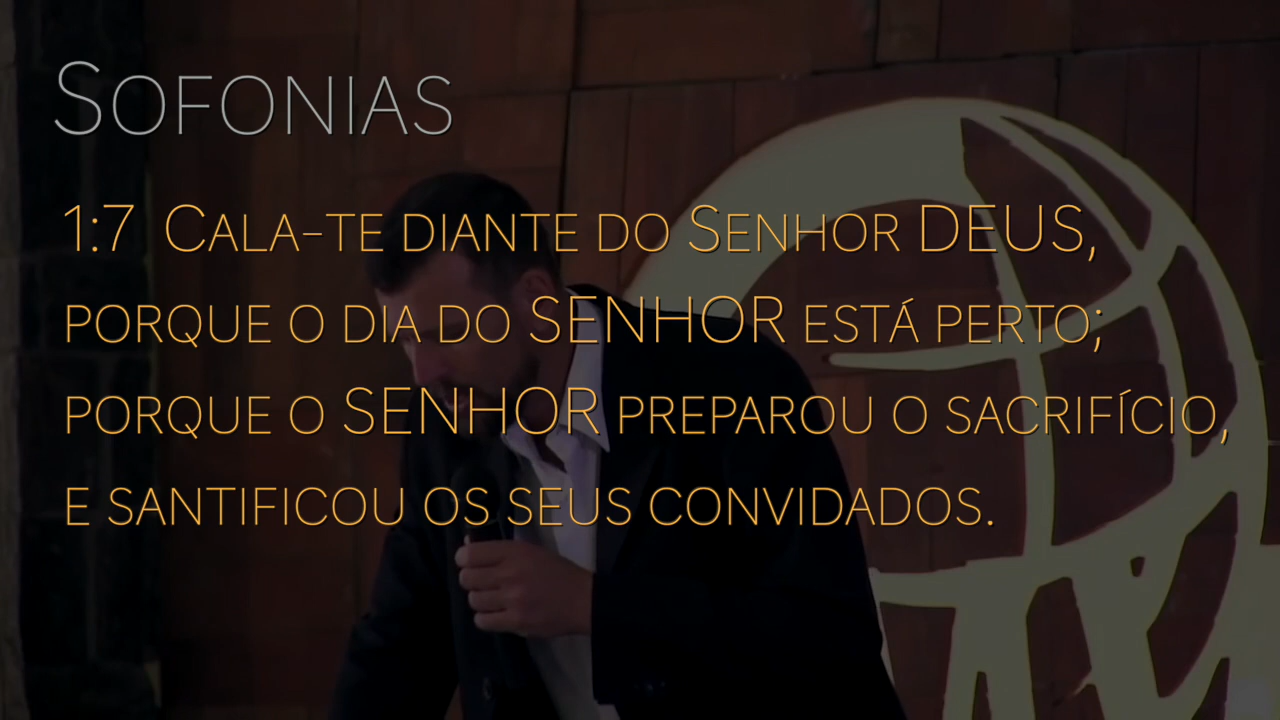 Sofonias
1:7 Cala-te diante do Senhor DEUS,
porque o dia do SENHOR está perto;
porque o SENHOR preparou o sacrifício,
e santificou os seus convidados.